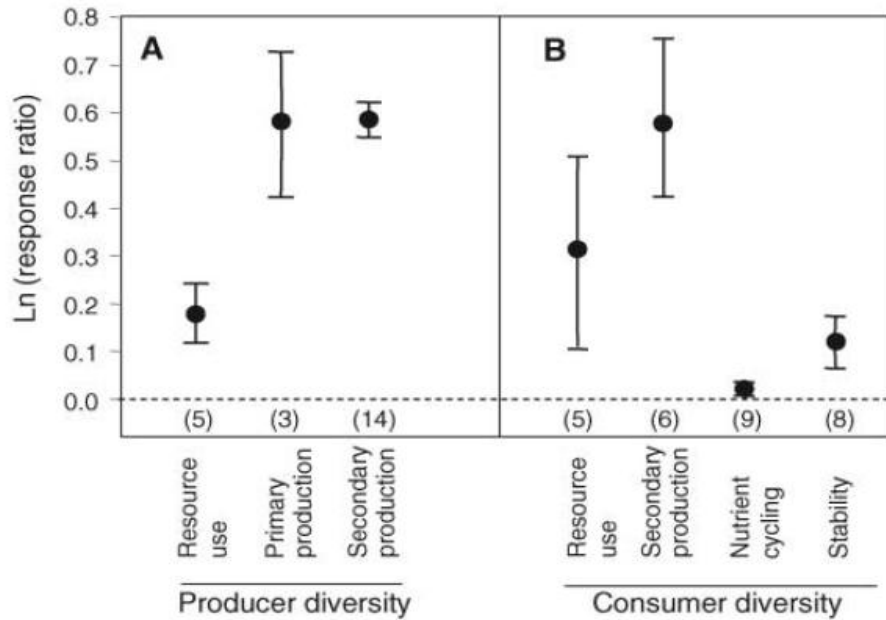 A
B
Ln (response ratio)
0.8
0.7
0.6
0.5
0.4
0.3
0.2
0.1
0.0
(5) (3) (14)
(5) (6) (9) (8)
Resource
use
Primary
production
Secondary
production
Producer diversity
Resource
use
Secondary
production
Nutrient
cycling
Stability
Consumer diversity